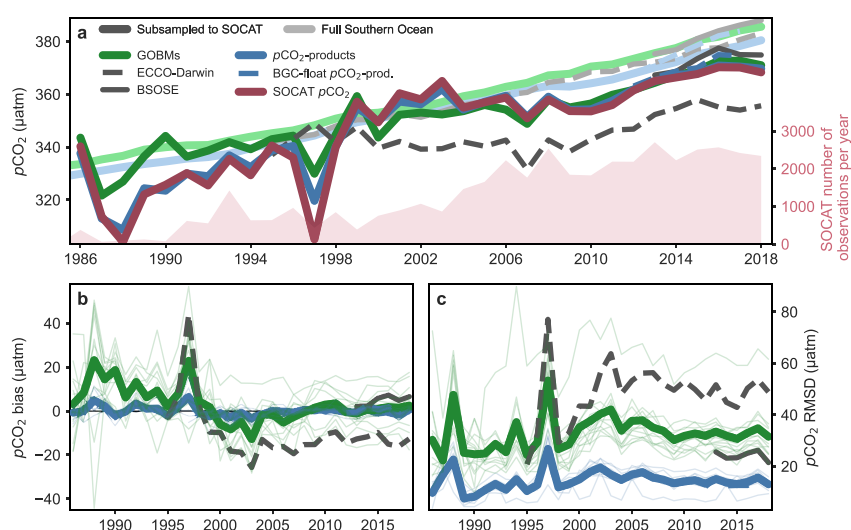 a
Subsampled to SOCAT
Full Southern Ocean
GOBMs
pCO₂-products
ECCO-Darwin
BGC-float pCO₂-prod.
BSOSE
SOCAT pCO₂
pCO₂ (µatm)
380
360
340
320
3000
2000
1000
0
SOCAT number of
observations per year
1986 1990 1994 1998 2002 2006 2010 2014 2018
b
pCO₂ bias (µatm)
40
20
0
−20
−40
1990 1995 2000 2005 2010 2015
c
80
60
40
20
pCO₂ RMSD (µatm)
1990 1995 2000 2005 2010 2015